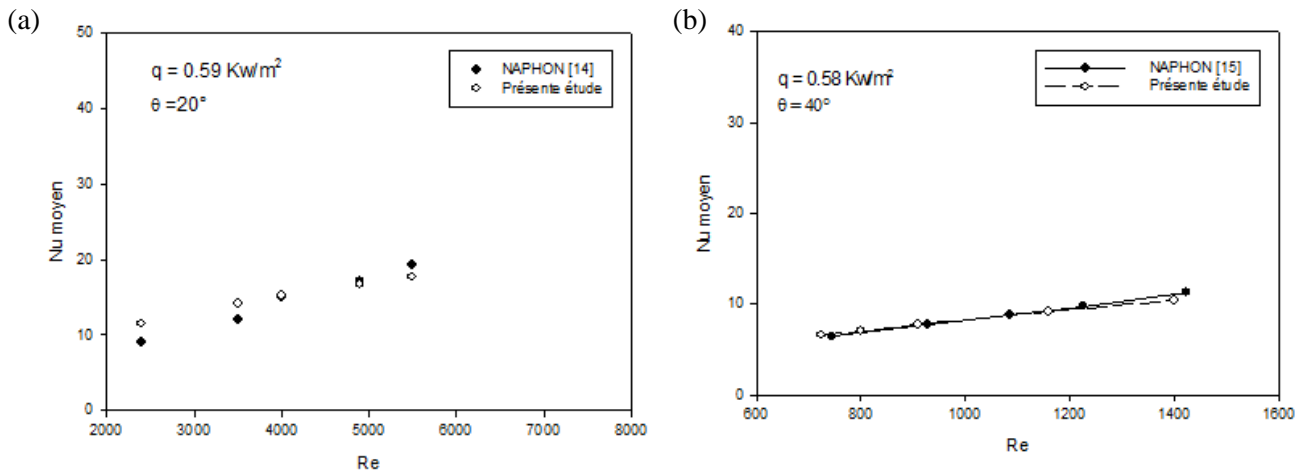 (a)
50
40
30
20
10
0
Nu moyen
q = 0.59 Kw/m²
θ =20°
NAPHON [14]
Présente étude
2000 3000 4000 5000 6000 7000 8000
Re
(b)
40
30
20
10
0
Nu moyen
q = 0.58 Kw/m²
θ = 40°
NAPHON [15]
Présente étude
600 800 1000 1200 1400 1600
Re